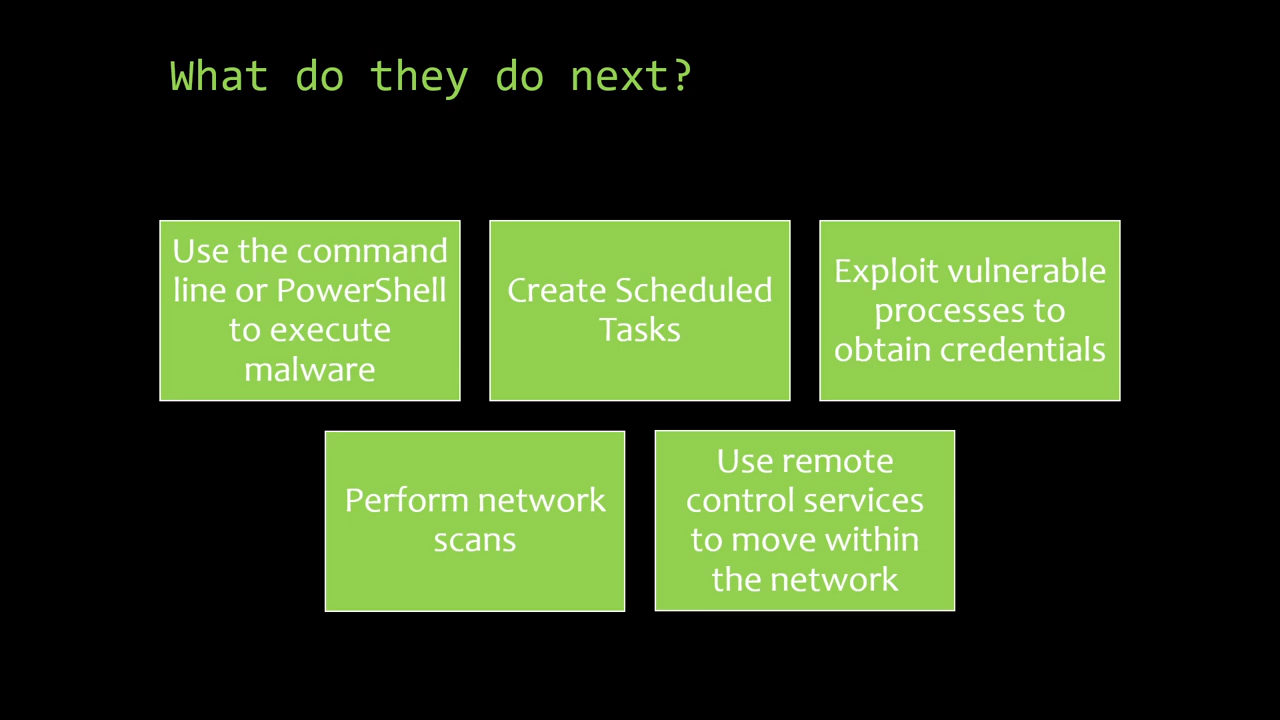 What do they do next?
Use the command
line or PowerShell
to execute
malware
Create Scheduled
Tasks
Exploit vulnerable
processes to
obtain credentials
Perform network
scans
Use remote
control services
to move within
the network